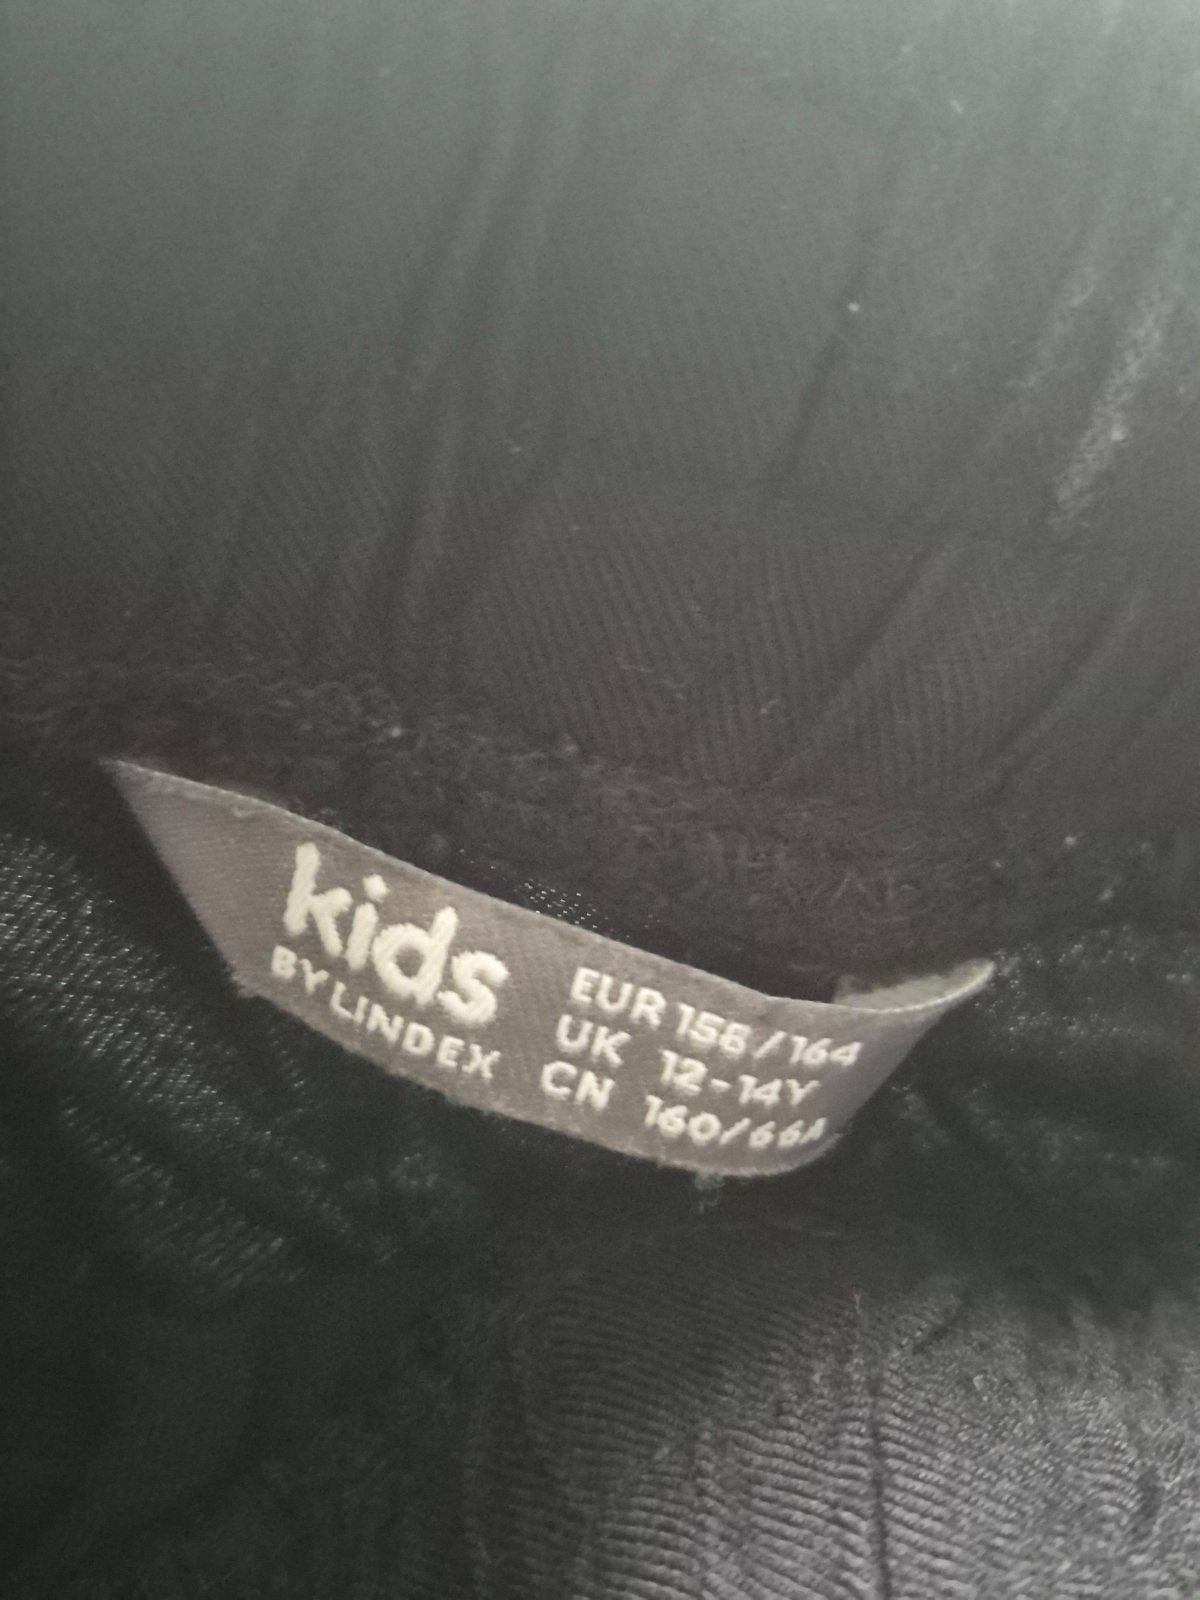 kids
BY LINDEX
EUR 158/164
UK 12-14Y
CN 160/66A